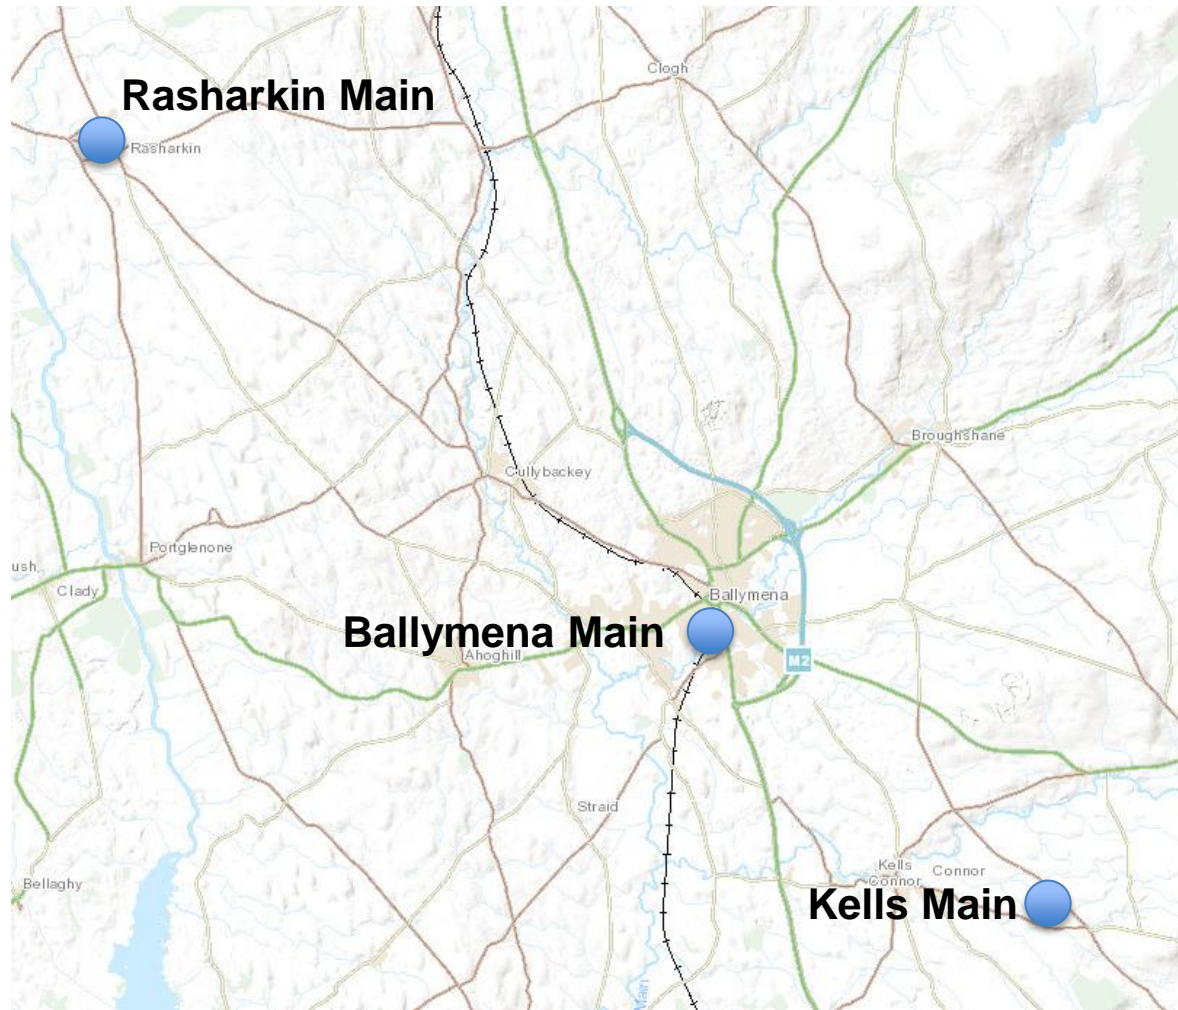 Clogh
Rasharkin Main
Rasharkin
Broughshane
Cullybackey
Portglenone
ush
Clady
Ballymena
Ballymena Main
Ahoghill
M2
Straid
Kells
Connor
Connor
Bellaghy
Kells Main
Main